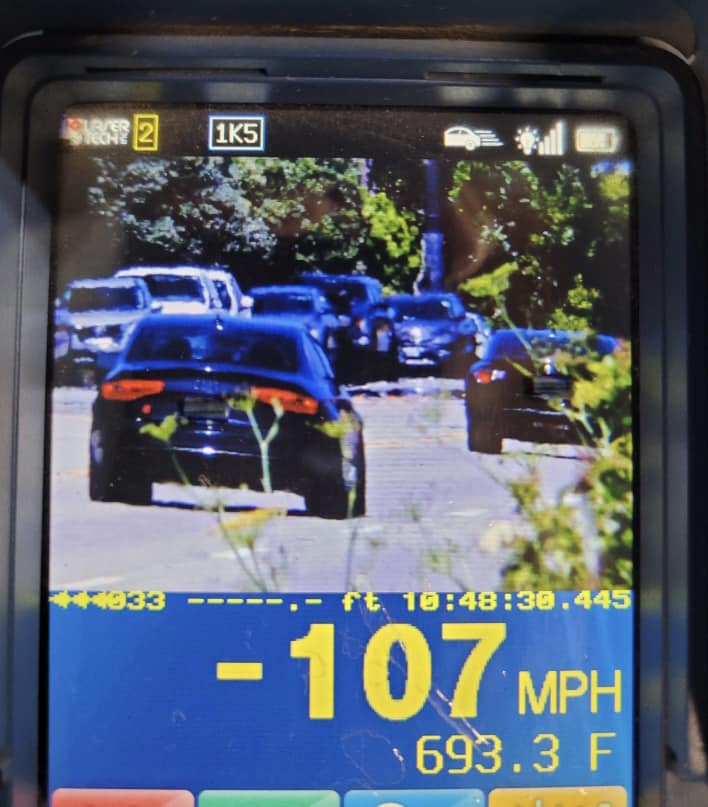 LASER 2 1K5
TECH
033 -----.- ft 10:48:30.445
-107 MPH
693.3 F